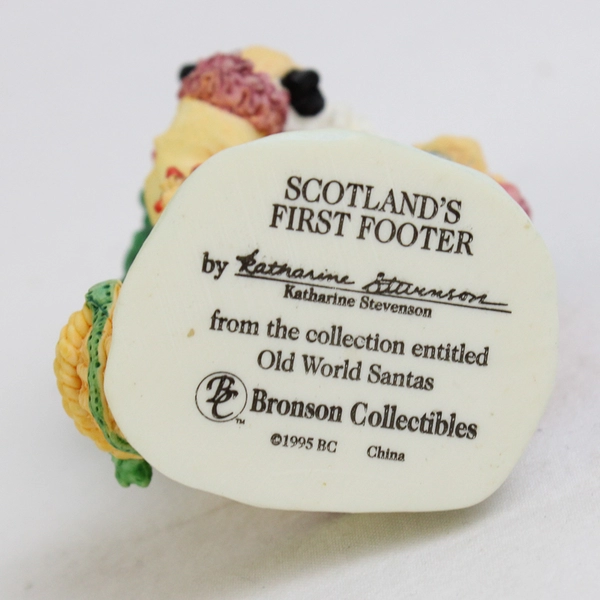 SCOTLAND'S
FIRST FOOTER
by Katharine Stevenson
Katharine Stevenson
from the collection entitled
Old World Santas
BC™ Bronson Collectibles
©1995 BC China